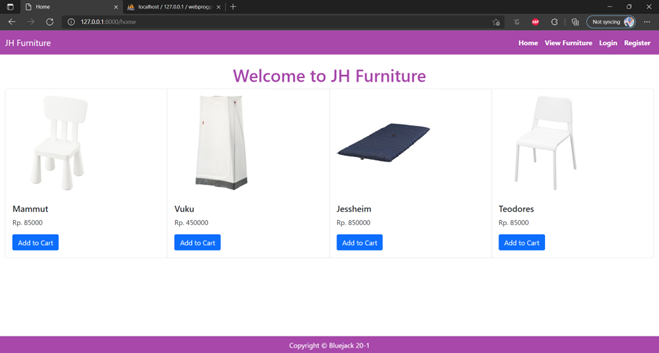 Home
localhost / 127.0.0.1 / webprogp
127.0.0.1:8000/home
Not syncing
JH Furniture
Home View Furniture Login Register
Welcome to JH Furniture
Mammut Vuku Jessheim Teodores
Rp. 85000 Rp. 450000 Rp. 850000 Rp. 85000
Add to Cart Add to Cart Add to Cart Add to Cart
Copyright © Bluejack 20-1